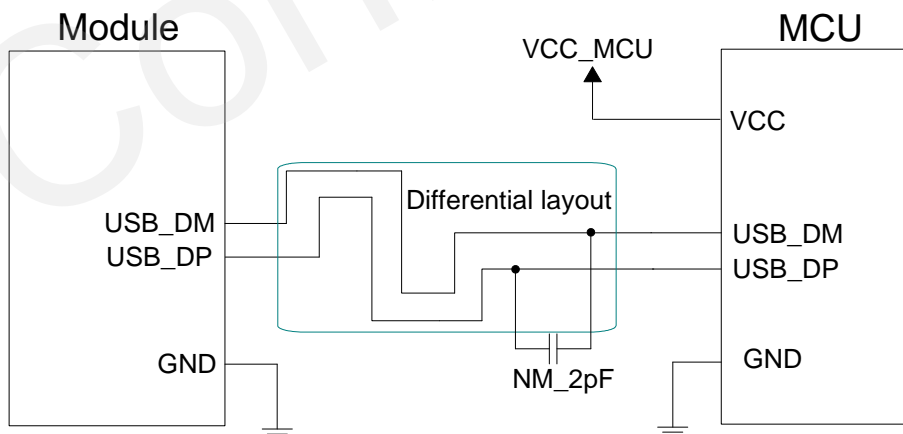 Module
MCU
VCC_MCU
VCC
Differential layout
USB_DM
USB_DP
USB_DM
USB_DP
GND
GND
NM_2pF